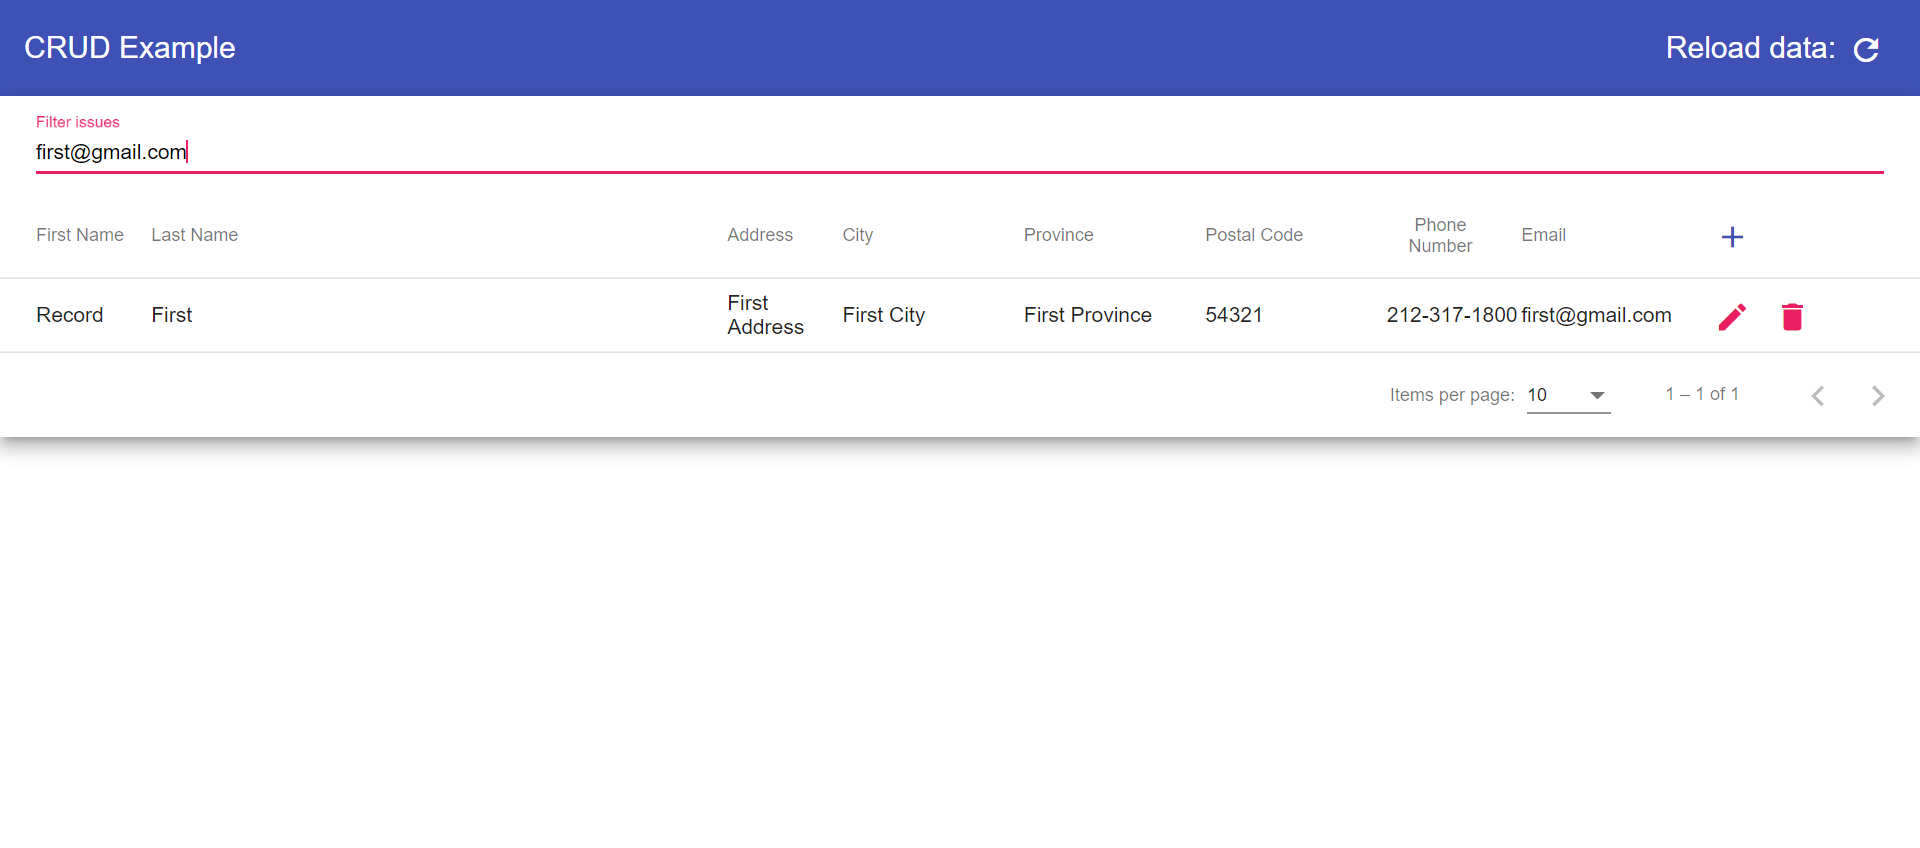 CRUD Example
Reload data:
Filter issues
first@gmail.com
First Name Last Name Address City Province Postal Code Phone Number Email
Record First First Address First City First Province 54321 212-317-1800 first@gmail.com
Items per page: 10 1 – 1 of 1